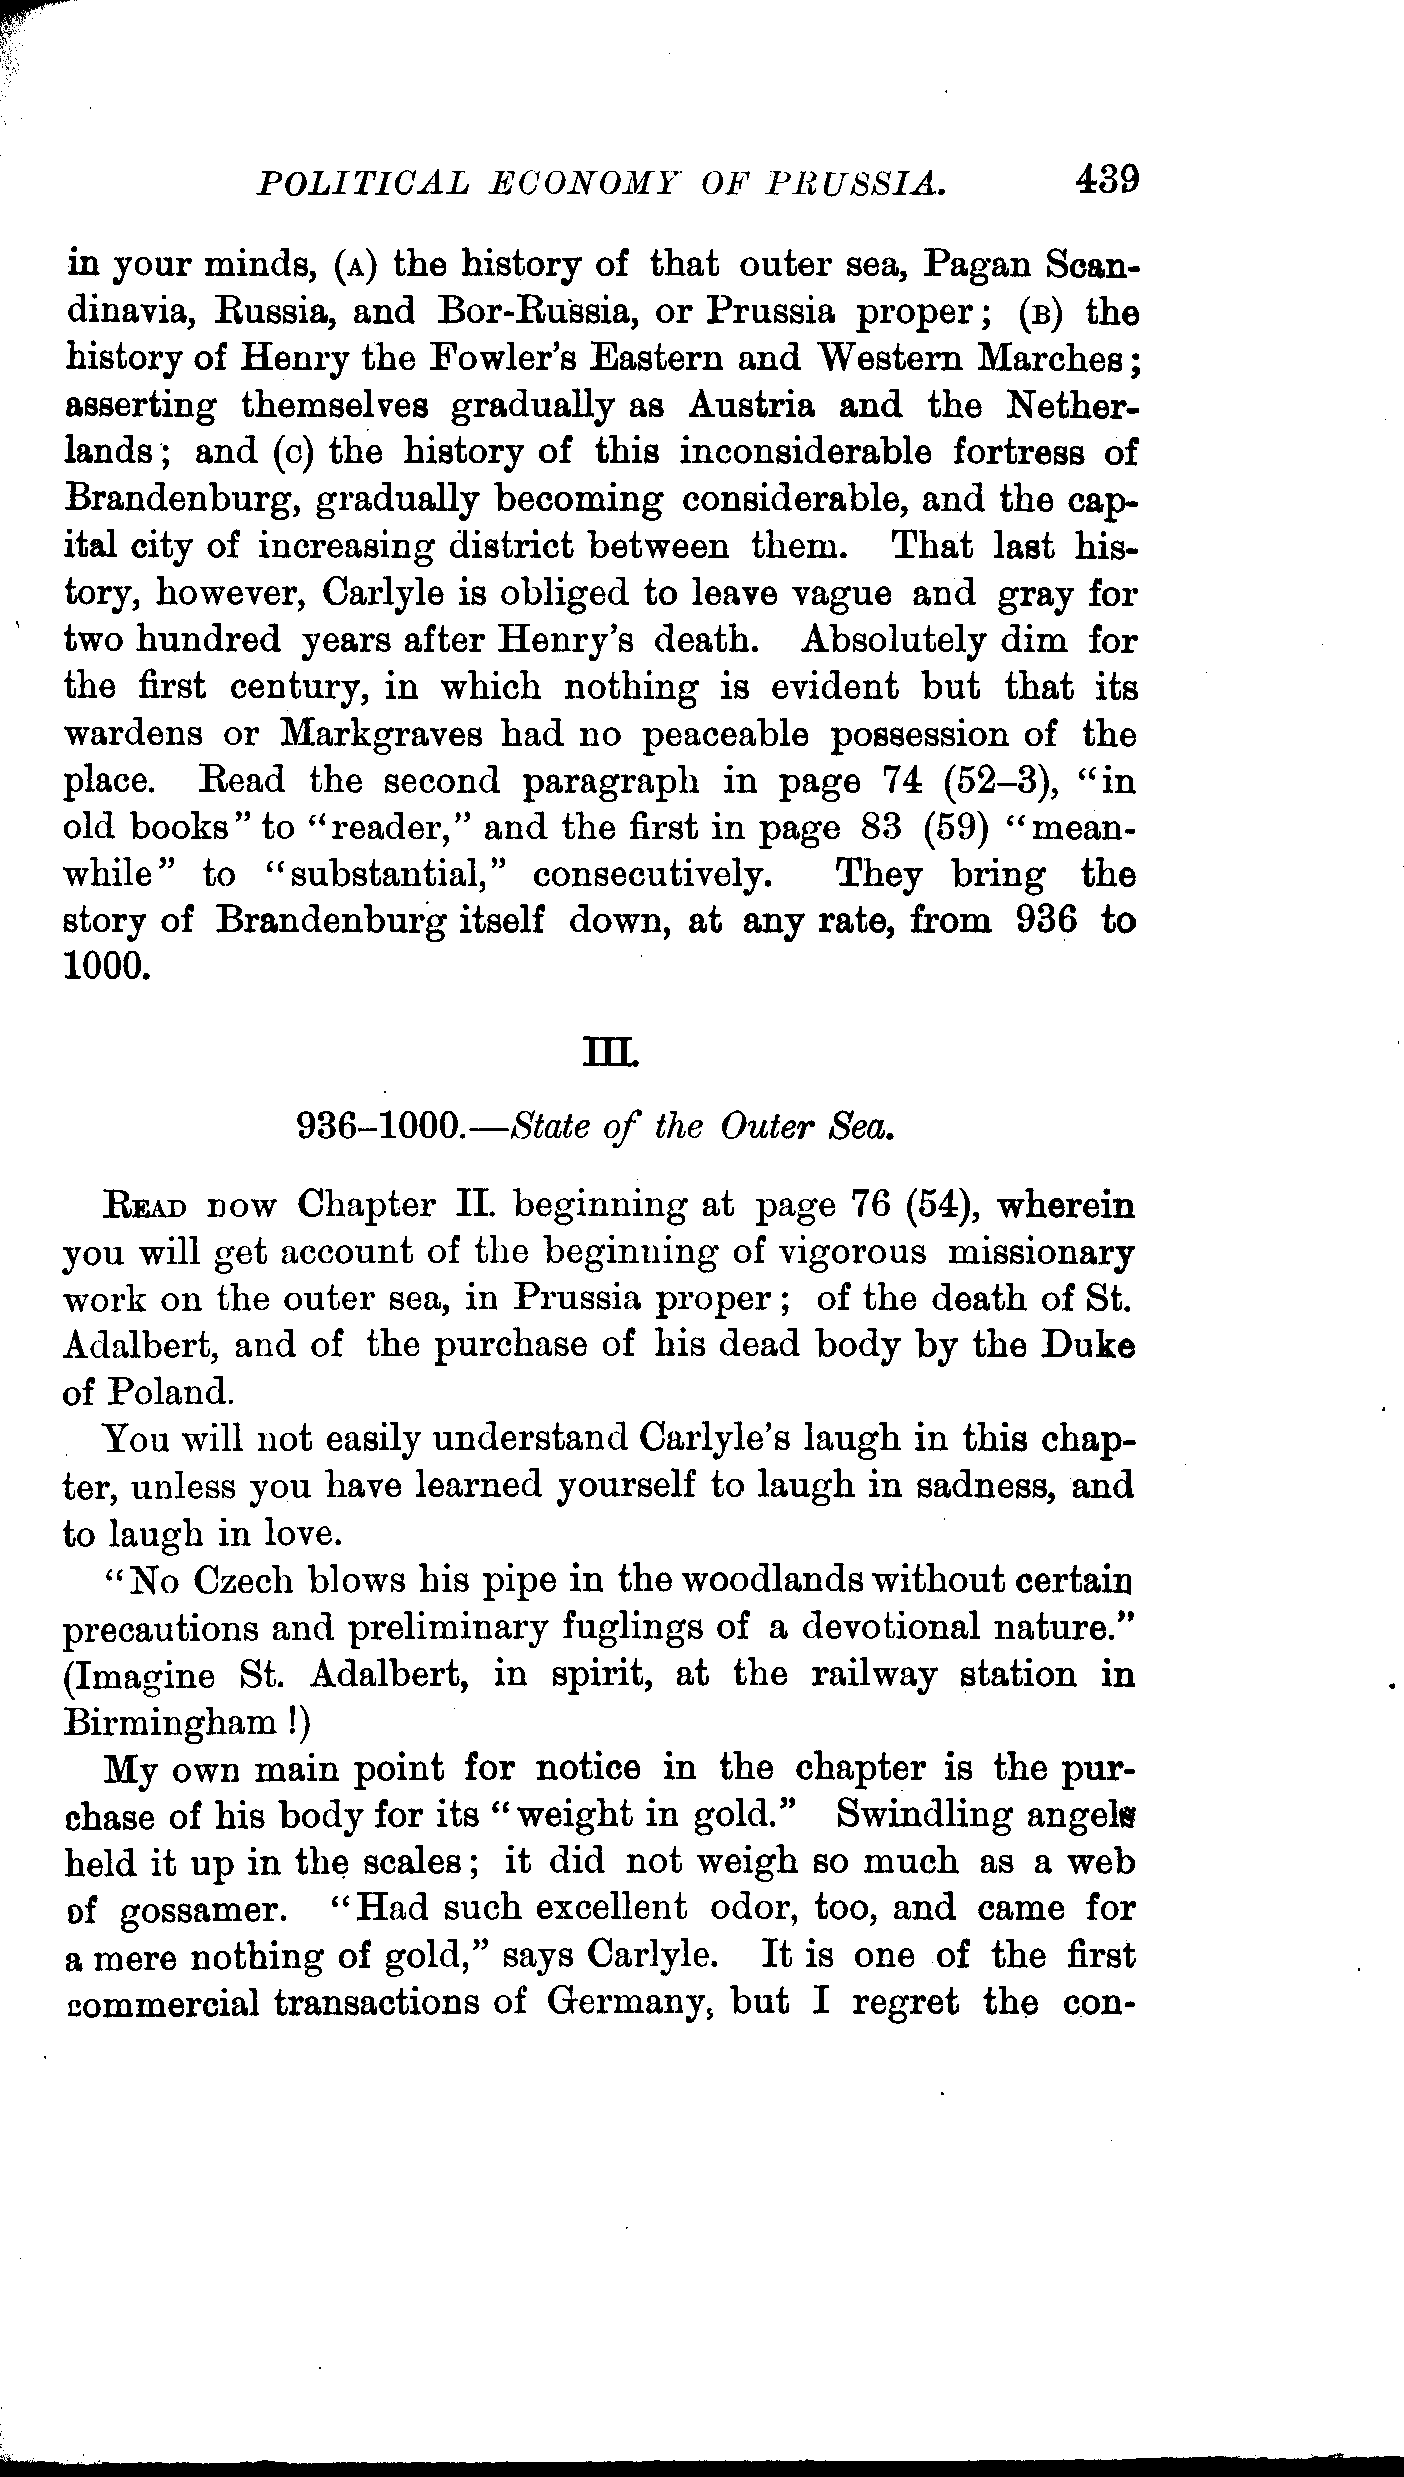 POLITICAL ECONOMY OF PRUSSIA. 439
in your minds, (A) the history of that outer sea, Pagan Scan-
dinavia, Russia, and Bor-Russia, or Prussia proper; (B) the
history of Henry the Fowler's Eastern and Western Marches;
asserting themselves gradually as Austria and the Nether-
lands; and (C) the history of this inconsiderable fortress of
Brandenburg, gradually becoming considerable, and the cap-
ital city of increasing district between them. That last his-
tory, however, Carlyle is obliged to leave vague and gray for
two hundred years after Henry's death. Absolutely dim for
the first century, in which nothing is evident but that its
wardens or Markgraves had no peaceable possession of the
place. Read the second paragraph in page 74 (52–3), "in
old books" to "reader," and the first in page 83 (59) "mean-
while" to "substantial," consecutively. They bring the
story of Brandenburg itself down, at any rate, from 936 to
1000.
III.
936–1000.—State of the Outer Sea.
READ now Chapter II. beginning at page 76 (54), wherein
you will get account of the beginning of vigorous missionary
work on the outer sea, in Prussia proper; of the death of St.
Adalbert, and of the purchase of his dead body by the Duke
of Poland.
You will not easily understand Carlyle's laugh in this chap-
ter, unless you have learned yourself to laugh in sadness, and
to laugh in love.
"No Czech blows his pipe in the woodlands without certain
precautions and preliminary fuglings of a devotional nature."
(Imagine St. Adalbert, in spirit, at the railway station in
Birmingham!)
My own main point for notice in the chapter is the pur-
chase of his body for its "weight in gold." Swindling angels
held it up in the scales; it did not weigh so much as a web
of gossamer. "Had such excellent odor, too, and came for
a mere nothing of gold," says Carlyle. It is one of the first
commercial transactions of Germany, but I regret the con-